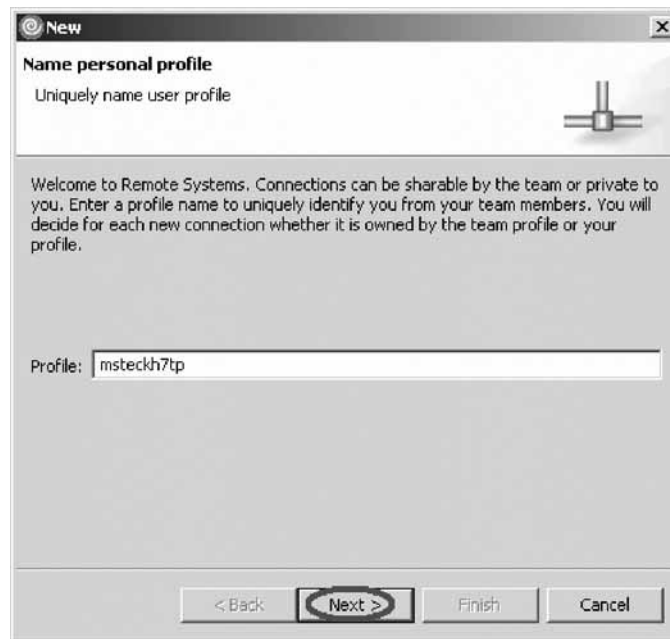 New
Name personal profile
Uniquely name user profile
Welcome to Remote Systems. Connections can be sharable by the team or private to
you. Enter a profile name to uniquely identify you from your team members. You will
decide for each new connection whether it is owned by the team profile or your
profile.
Profile: msteckh7tp
< Back Next > Finish Cancel